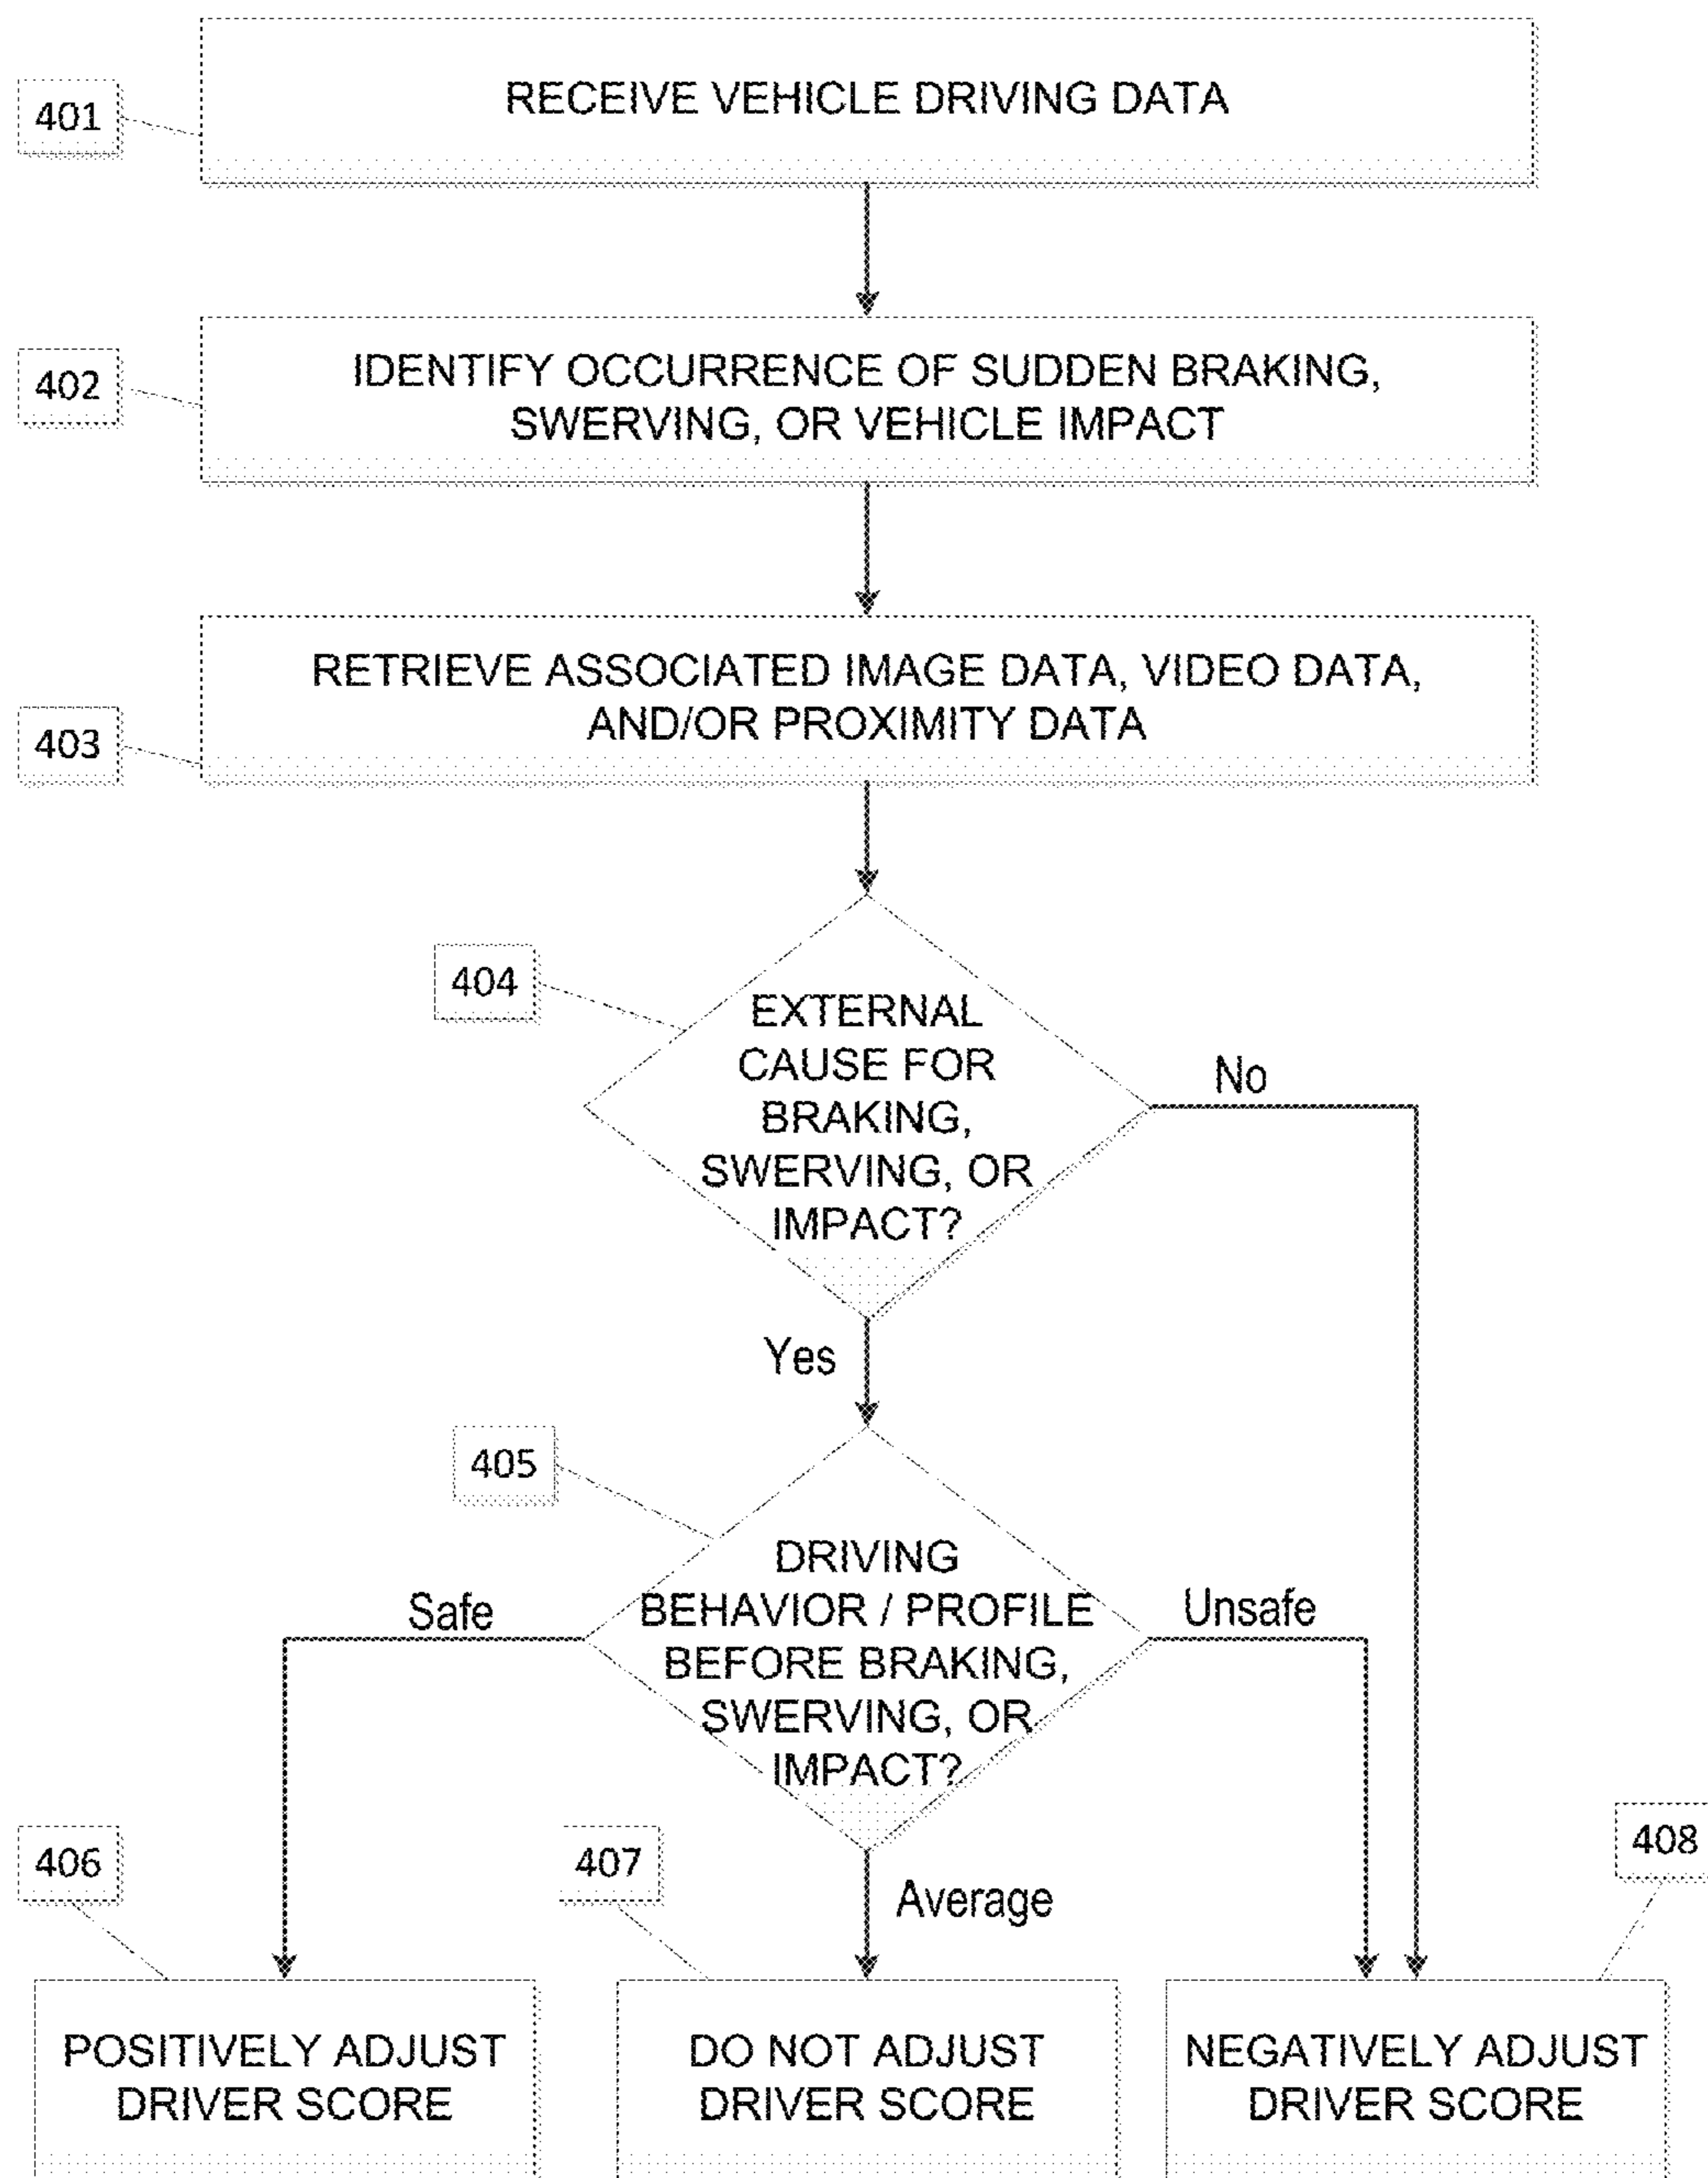 401
RECEIVE VEHICLE DRIVING DATA
402
IDENTIFY OCCURRENCE OF SUDDEN BRAKING,
SWERVING, OR VEHICLE IMPACT
403
RETRIEVE ASSOCIATED IMAGE DATA, VIDEO DATA,
AND/OR PROXIMITY DATA
404
EXTERNAL
CAUSE FOR
BRAKING,
SWERVING, OR
IMPACT?
No
Yes
405
DRIVING
BEHAVIOR / PROFILE
BEFORE BRAKING,
SWERVING, OR
IMPACT?
Safe
Unsafe
Average
406
POSITIVELY ADJUST
DRIVER SCORE
407
DO NOT ADJUST
DRIVER SCORE
408
NEGATIVELY ADJUST
DRIVER SCORE